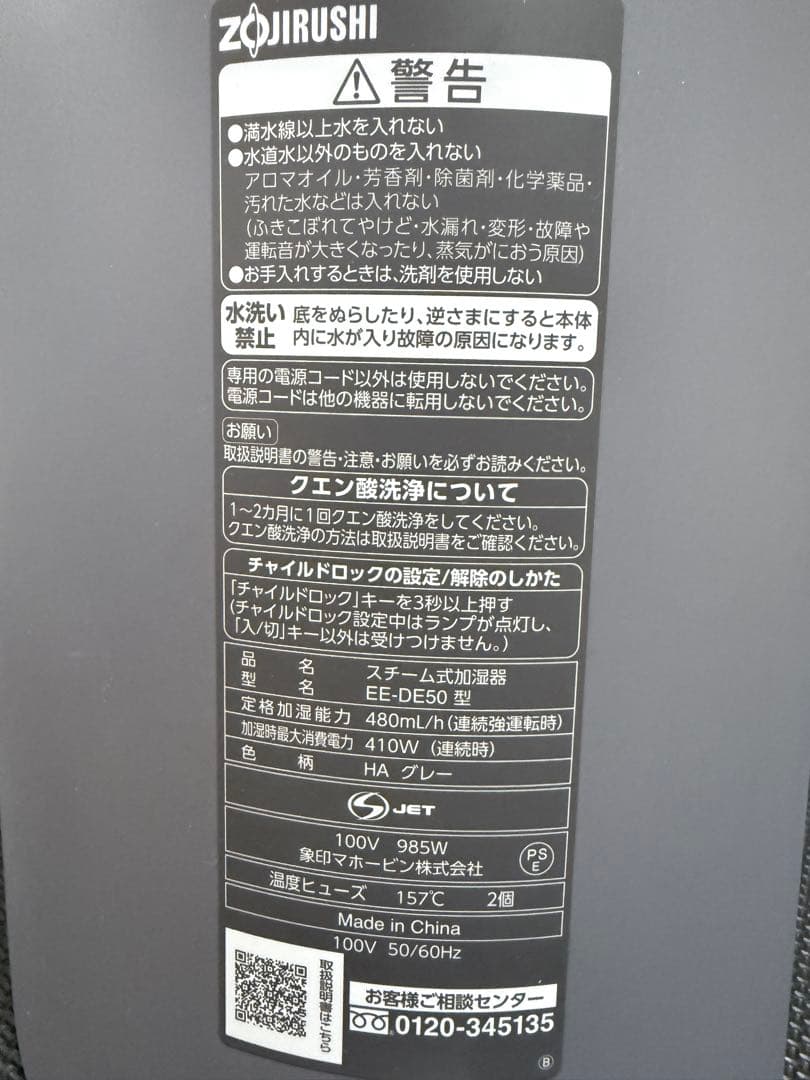 ZOJIRUSHI
警告
●満水線以上水を入れない
●水道水以外のものを入れない
アロマオイル・芳香剤・除菌剤・化学薬品・
汚れた水などは入れない
(ふきこぼれてやけど・水漏れ・変形・故障や
運転音が大きくなったり、蒸気がにおう原因)
●お手入れするときは、洗剤を使用しない
水洗い 底をぬらしたり、逆さまにすると本体
禁止 内に水が入り故障の原因になります。
専用の電源コード以外は使用しないでください。
電源コードは他の機器に転用しないでください。
お願い
取扱説明書の警告・注意・お願いを必ずお読みください。
クエン酸洗浄について
1〜2カ月に1回クエン酸洗浄をしてください。
クエン酸洗浄の方法は取扱説明書をご確認ください。
チャイルドロックの設定/解除のしかた
「チャイルドロック」キーを3秒以上押す
(チャイルドロック設定中はランプが点灯し、
「入/切」キー以外は受けつけません。)
品名 スチーム式加湿器
型名 EE-DE50 型
定格加湿能力 480mL/h(連続強運転時)
加湿時最大消費電力 410W (連続時)
色柄 HA グレー
S JET
100V 985W
象印マホービン株式会社
PS
E
温度ヒューズ 157℃ 2個
Made in China
100V 50/60Hz
取扱説明書はこちら
お客様ご相談センター
0120-345135
B